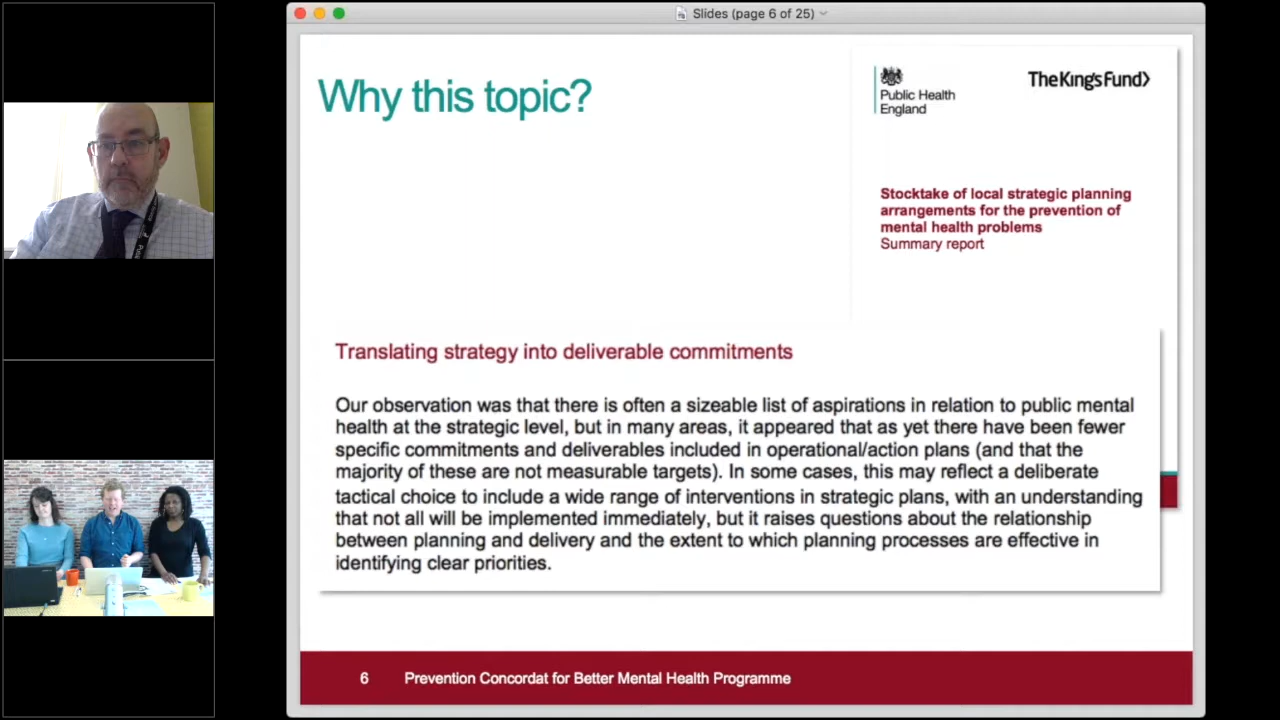 Slides (page 6 of 25)
Why this topic?
Public Health
England
TheKing'sFund>
Stocktake of local strategic planning
arrangements for the prevention of
mental health problems
Summary report
Translating strategy into deliverable commitments
Our observation was that there is often a sizeable list of aspirations in relation to public mental
health at the strategic level, but in many areas, it appeared that as yet there have been fewer
specific commitments and deliverables included in operational/action plans (and that the
majority of these are not measurable targets). In some cases, this may reflect a deliberate
tactical choice to include a wide range of interventions in strategic plans, with an understanding
that not all will be implemented immediately, but it raises questions about the relationship
between planning and delivery and the extent to which planning processes are effective in
identifying clear priorities.
6 Prevention Concordat for Better Mental Health Programme